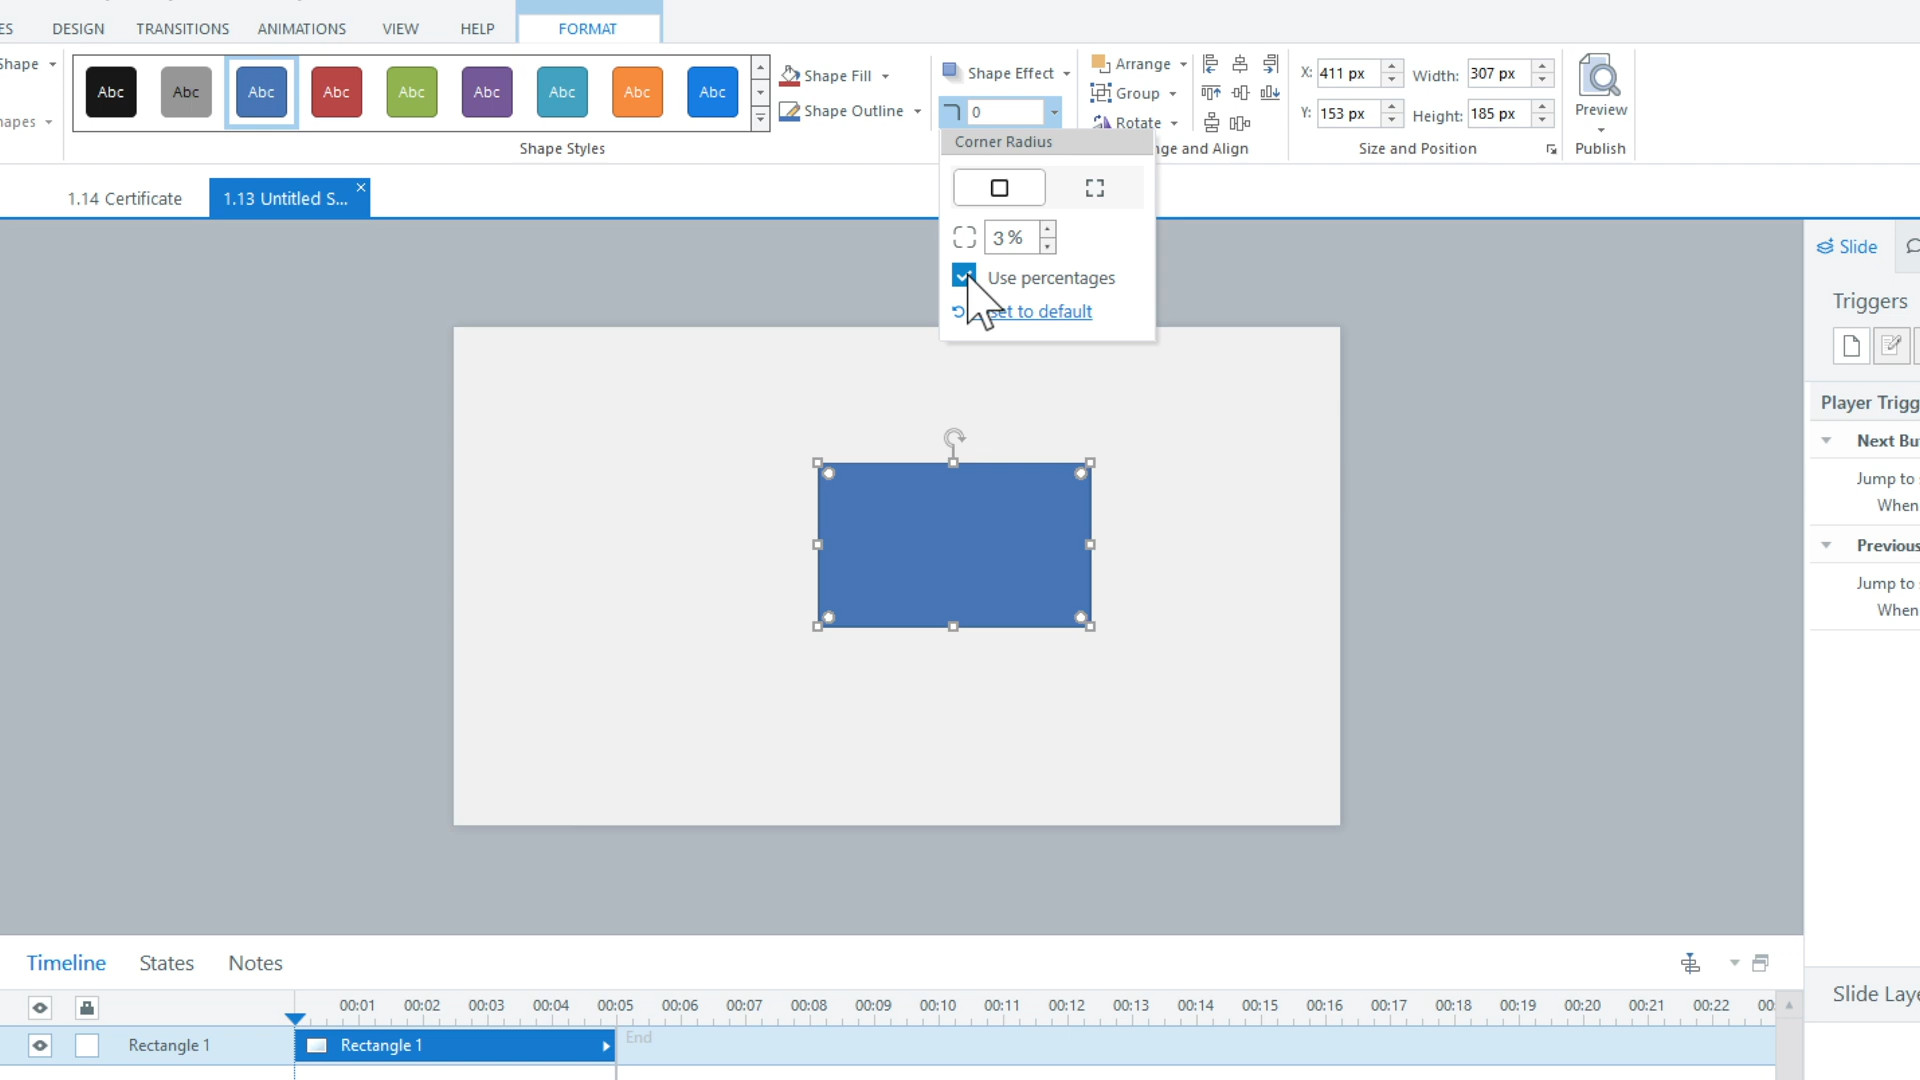 ES DESIGN TRANSITIONS ANIMATIONS VIEW HELP FORMAT
Shape
Abc Abc Abc Abc Abc Abc Abc Abc Abc
Shape Fill
Shape Outline
Shape Styles
Shape Effect
0
Arrange
Group
Rotate
nge and Align
X: 411 px Width: 307 px
Y: 153 px Height: 185 px
Size and Position
Preview
Publish
apes
Corner Radius
3 %
Use percentages
set to default
1.14 Certificate
1.13 Untitled S...
Slide
Triggers
Player Trigg
Next Bu
Jump to
When
Previous
Jump to
When
Timeline States Notes
00:01 00:02 00:03 00:04 00:05 00:06 00:07 00:08 00:09 00:10 00:11 00:12 00:13 00:14 00:15 00:16 00:17 00:18 00:19 00:20 00:21 00:22 00:
Rectangle 1
Rectangle 1
End
Slide Laye